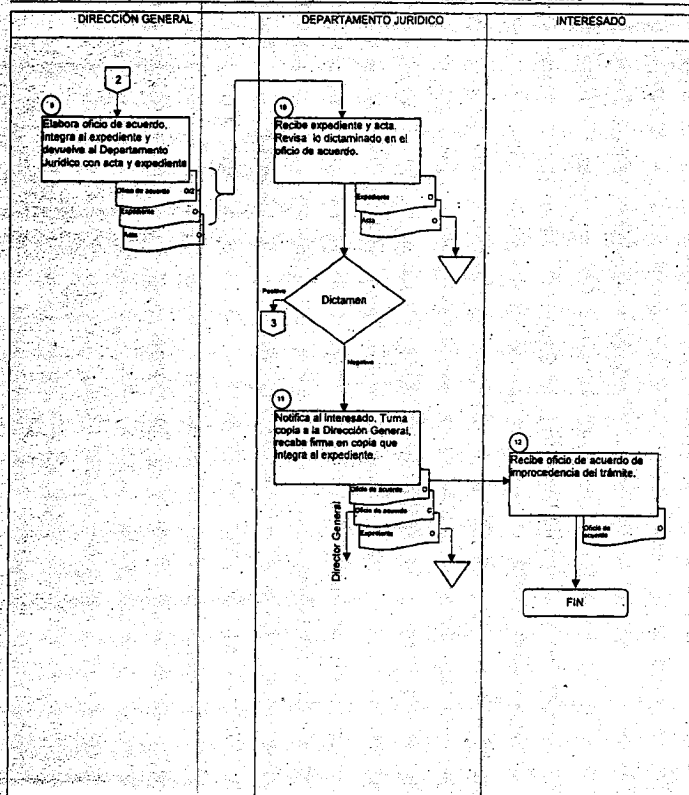 DIRECCIÓN GENERAL
DEPARTAMENTO JURÍDICO
INTERESADO
2
9
Elabora oficio de acuerdo,
integra al expediente y
devuelve al Departamento
Jurídico con acta y expediente
Oficio de acuerdo O/2
Expediente O
Acta O
10
Recibe expediente y acta.
Revisa lo dictaminado en el
oficio de acuerdo.
Expediente O
Acta O
Dictamen
Positivo
3
Negativo
11
Notifica al interesado. Turna
copia a la Dirección General,
recaba firma en copia que
integra al expediente.
Oficio de acuerdo O
Oficio de acuerdo C
Expediente O
Director General
12
Recibe oficio de acuerdo de
improcedencia del trámite.
Oficio de O
acuerdo
FIN